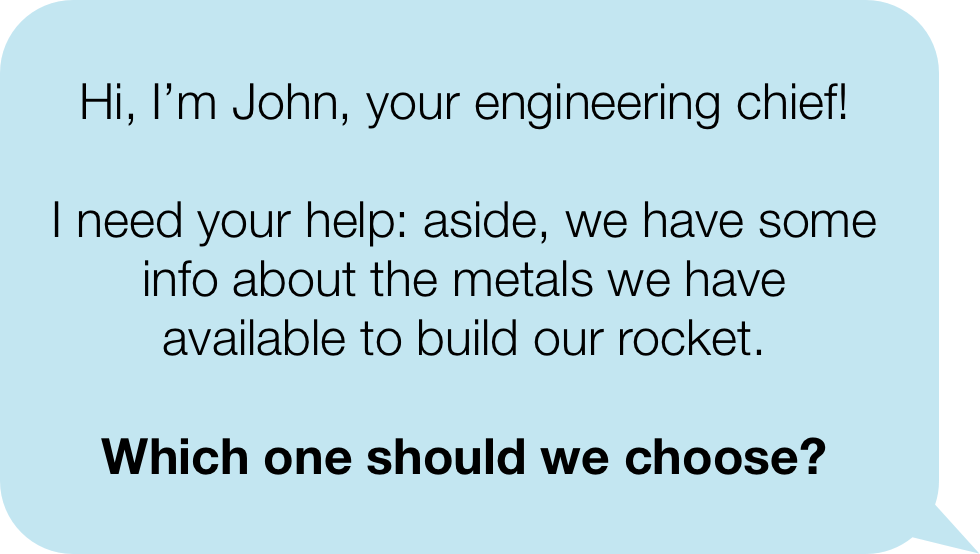 Hi, I’m John, your engineering chief!
I need your help: aside, we have some
info about the metals we have
available to build our rocket.
Which one should we choose?